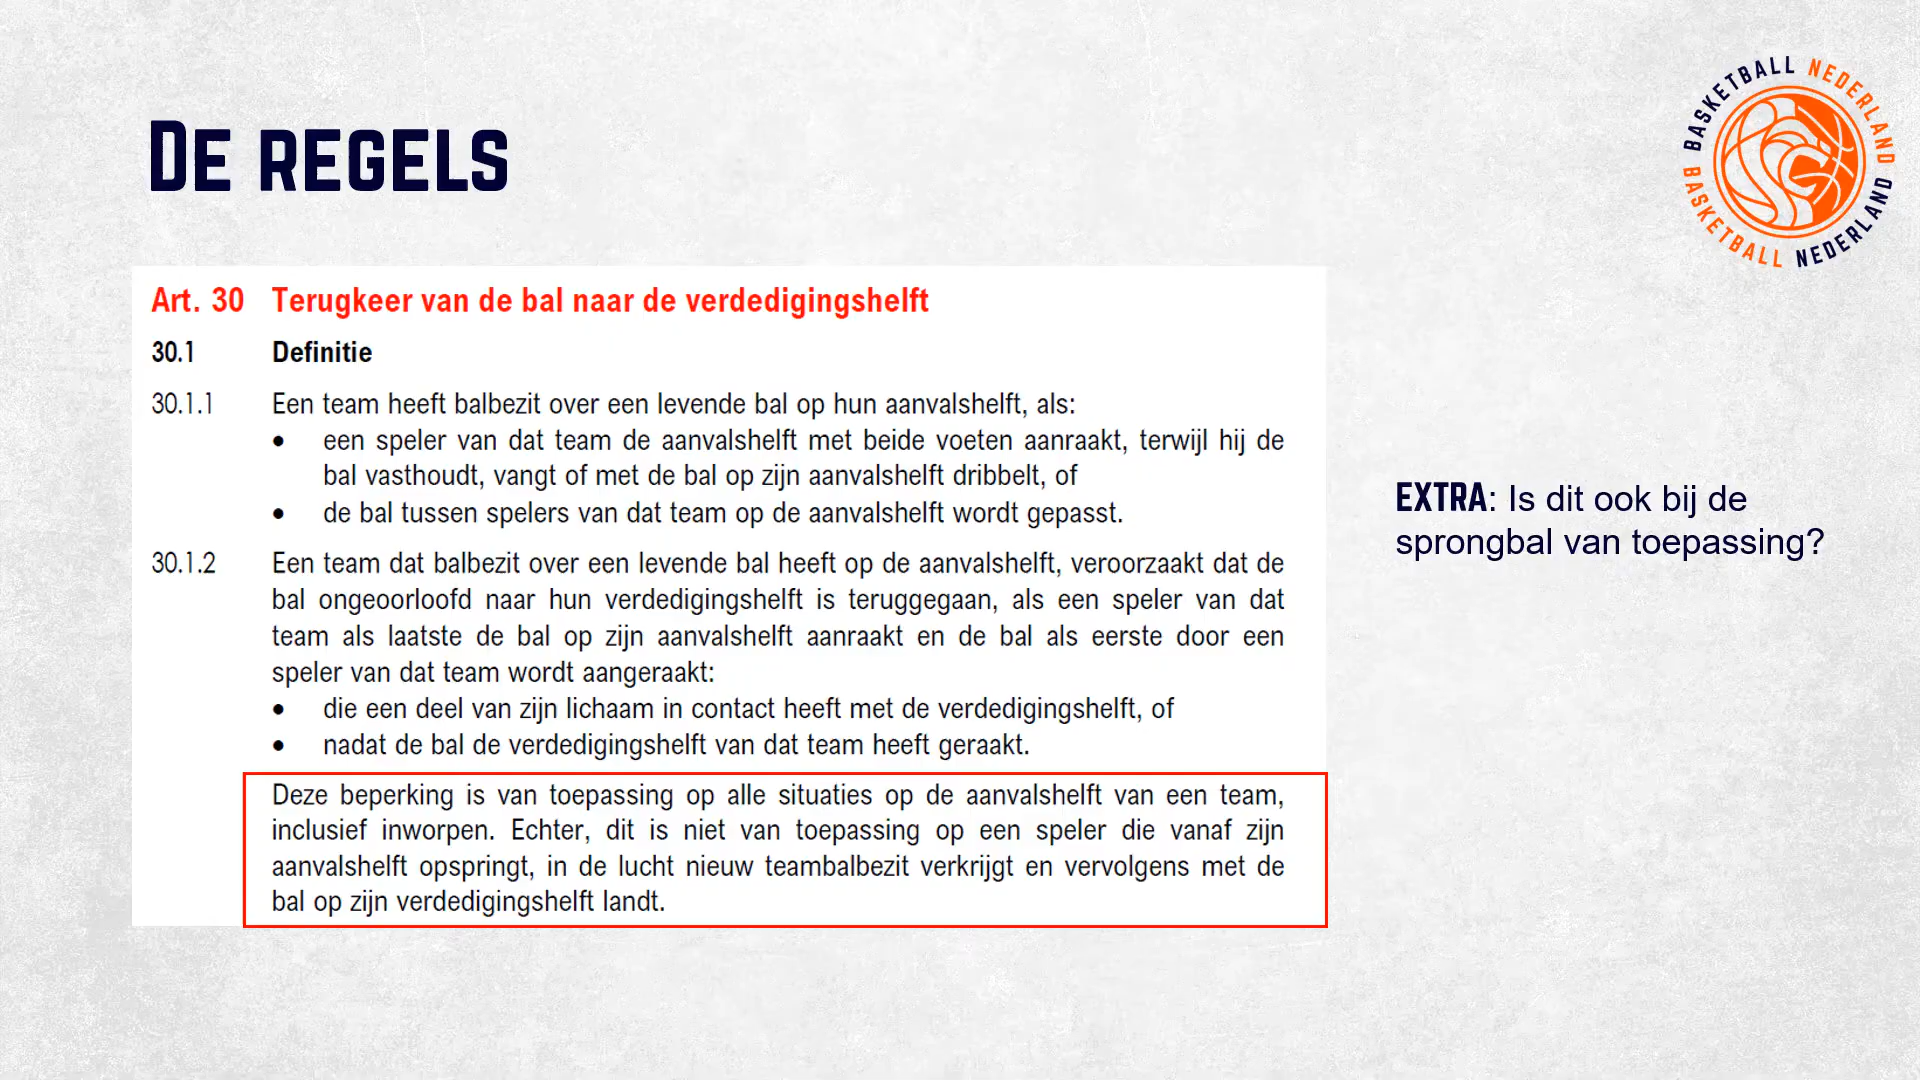 BASKETBALL NEDERLAND
BASKETBALL NEDERLAND
DE REGELS
Art. 30 Terugkeer van de bal naar de verdedigingshelft
30.1 Definitie
30.1.1 Een team heeft balbezit over een levende bal op hun aanvalshelft, als:
• een speler van dat team de aanvalshelft met beide voeten aanraakt, terwijl hij de
bal vasthoudt, vangt of met de bal op zijn aanvalshelft dribbelt, of
• de bal tussen spelers van dat team op de aanvalshelft wordt gepasst.
30.1.2 Een team dat balbezit over een levende bal heeft op de aanvalshelft, veroorzaakt dat de
bal ongeoorloofd naar hun verdedigingshelft is teruggegaan, als een speler van dat
team als laatste de bal op zijn aanvalshelft aanraakt en de bal als eerste door een
speler van dat team wordt aangeraakt:
• die een deel van zijn lichaam in contact heeft met de verdedigingshelft, of
• nadat de bal de verdedigingshelft van dat team heeft geraakt.
Deze beperking is van toepassing op alle situaties op de aanvalshelft van een team,
inclusief inworpen. Echter, dit is niet van toepassing op een speler die vanaf zijn
aanvalshelft opspringt, in de lucht nieuw teambalbezit verkrijgt en vervolgens met de
bal op zijn verdedigingshelft landt.
EXTRA: Is dit ook bij de
sprongbal van toepassing?